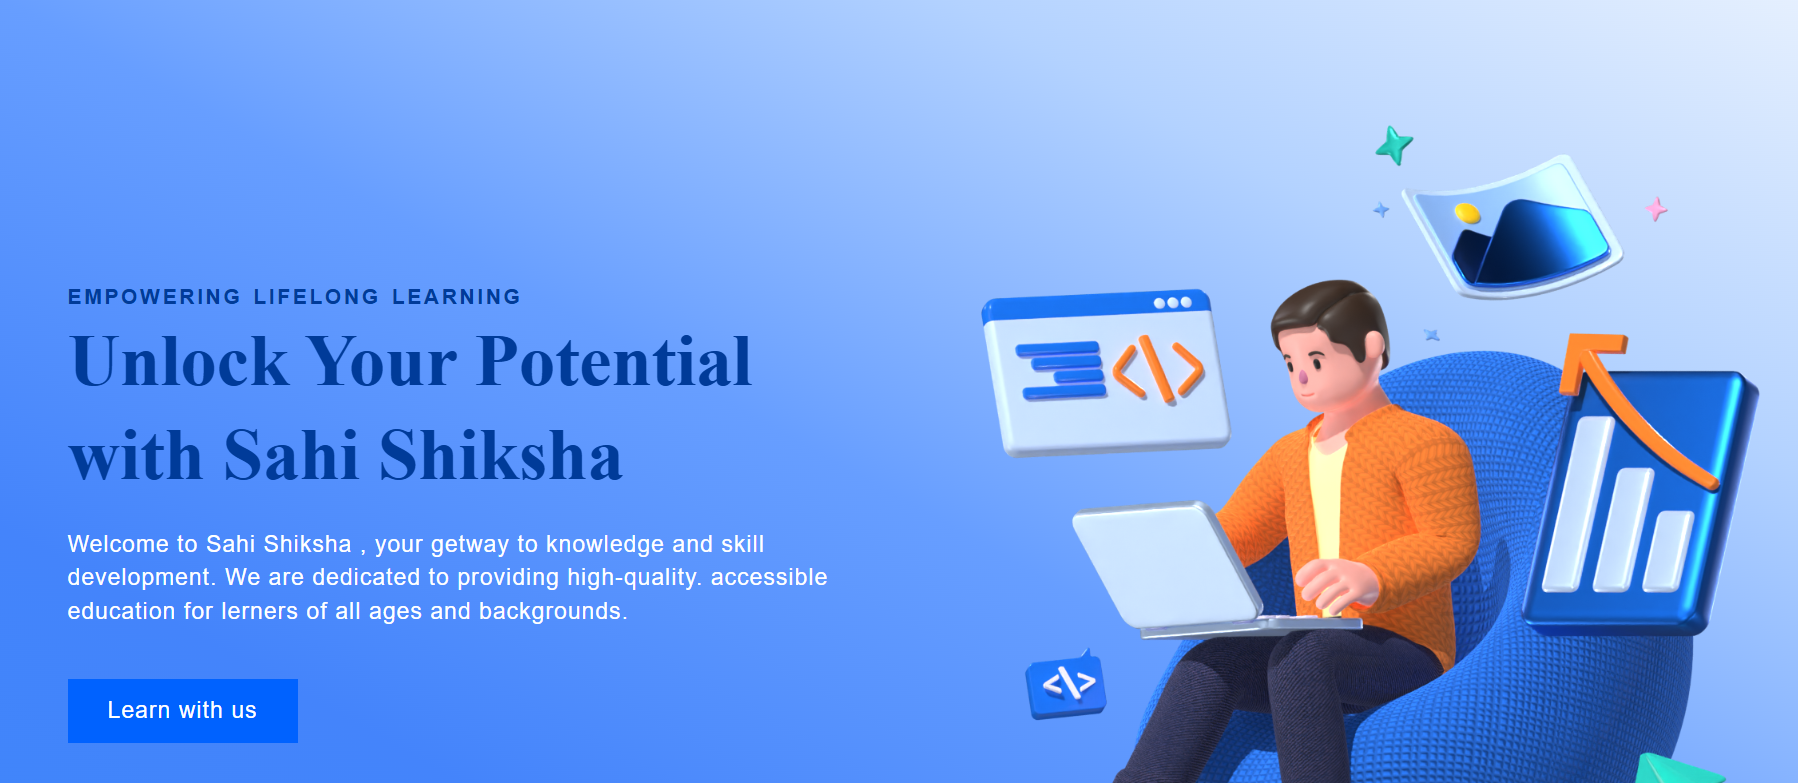 EMPOWERING LIFELONG LEARNING
Unlock Your Potential
with Sahi Shiksha
Welcome to Sahi Shiksha , your getway to knowledge and skill
development. We are dedicated to providing high-quality. accessible
education for lerners of all ages and backgrounds.
Learn with us